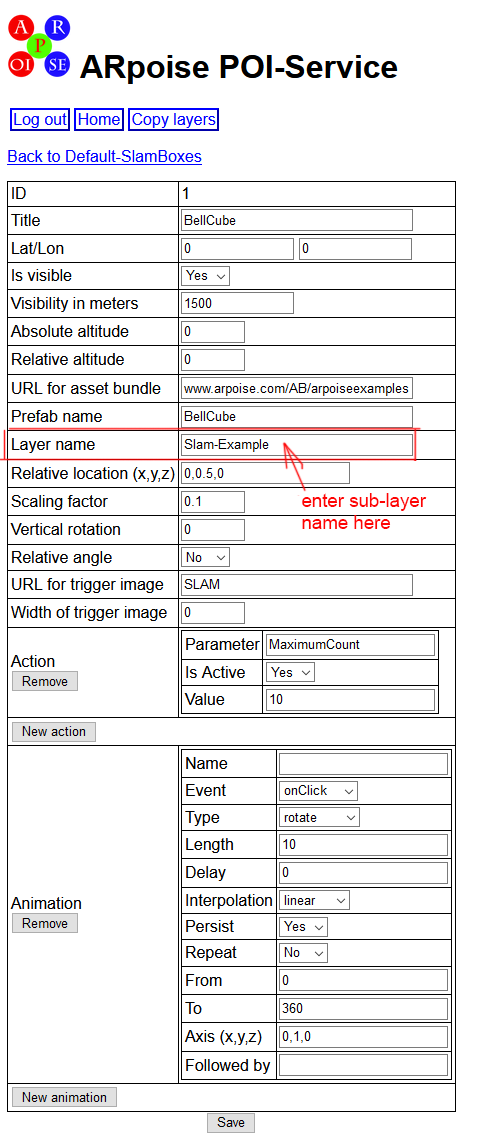 A R
P
OI SE
ARpoise POI-Service
Log out Home Copy layers
Back to Default-SlamBoxes
ID 1
Title BellCube
Lat/Lon 0 0
Is visible Yes
Visibility in meters 1500
Absolute altitude 0
Relative altitude 0
URL for asset bundle www.arpoise.com/AB/arpoiseexamples
Prefab name BellCube
Layer name Slam-Example
Relative location (x,y,z) 0,0.5,0
Scaling factor 0.1
enter sub-layer
name here
Vertical rotation 0
Relative angle No
URL for trigger image SLAM
Width of trigger image 0
Action
Remove
Parameter MaximumCount
Is Active Yes
Value 10
New action
Animation
Remove
Name
Event onClick
Type rotate
Length 10
Delay 0
Interpolation linear
Persist Yes
Repeat No
From 0
To 360
Axis (x,y,z) 0,1,0
Followed by
New animation
Save